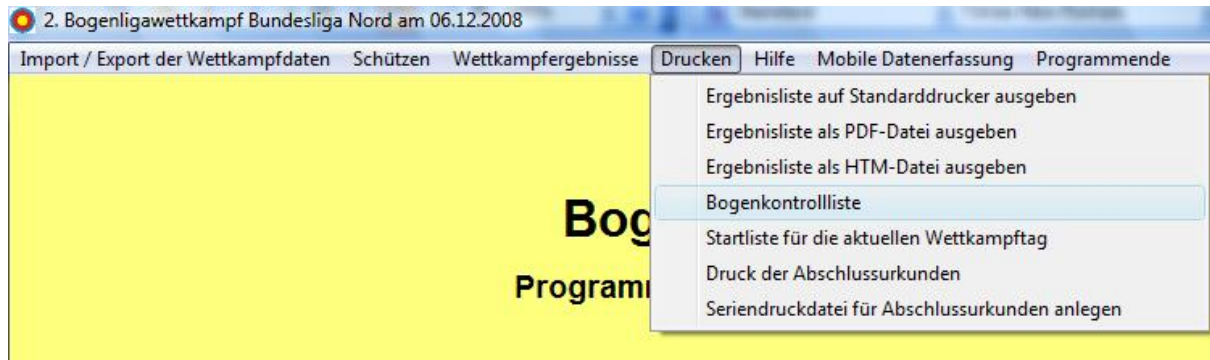 2. Bogenligawettkampf Bundesliga Nord am 06.12.2008
Import / Export der Wettkampfdaten Schützen Wettkampfergebnisse Drucken Hilfe Mobile Datenerfassung Programmende
Ergebnisliste auf Standarddrucker ausgeben
Ergebnisliste als PDF-Datei ausgeben
Ergebnisliste als HTM-Datei ausgeben
Bogenkontrollliste
Startliste für die aktuellen Wettkampftag
Druck der Abschlussurkunden
Seriendruckdatei für Abschlussurkunden anlegen
Bog
Program